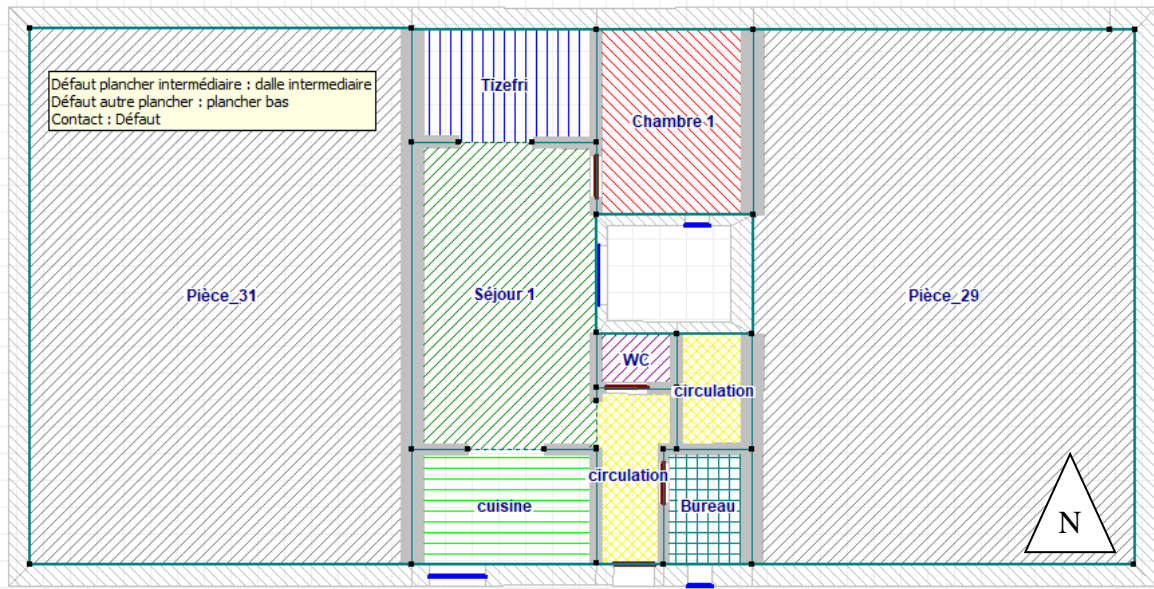 Tizefri
Défaut plancher intermédiaire : dalle intermediaire
Défaut autre plancher : plancher bas
Contact : Défaut
Chambre 1
Pièce_31
Séjour 1
Pièce_29
WC
circulation
circulation
cuisine
Bureau
N